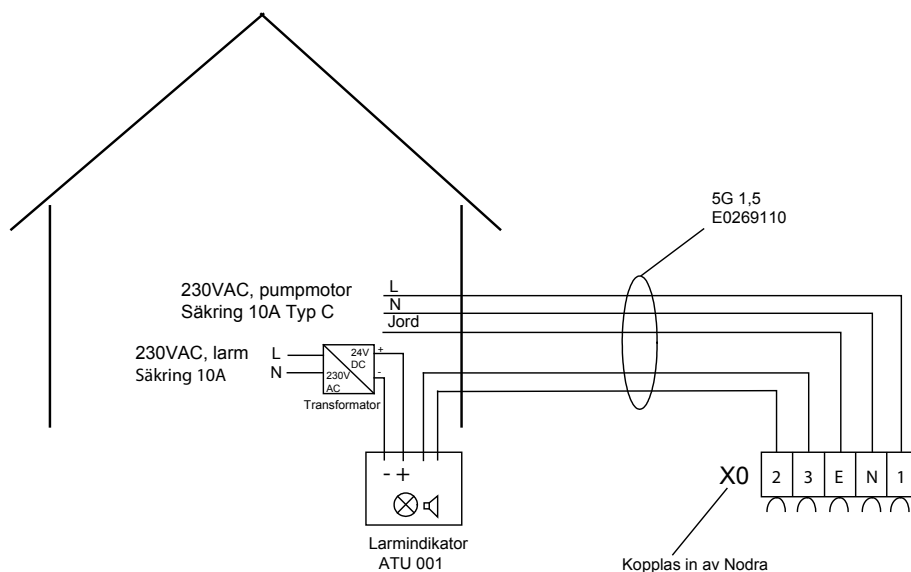 5G 1,5
E0269110
230VAC, pumpmotor
Säkring 10A Typ C
L
N
Jord
230VAC, larm
Säkring 10A
L
N
24V
DC
230V
AC
+
-
Transformator
- +
Larmindikator
ATU 001
X0
2 3 E N 1
Kopplas in av Nodra